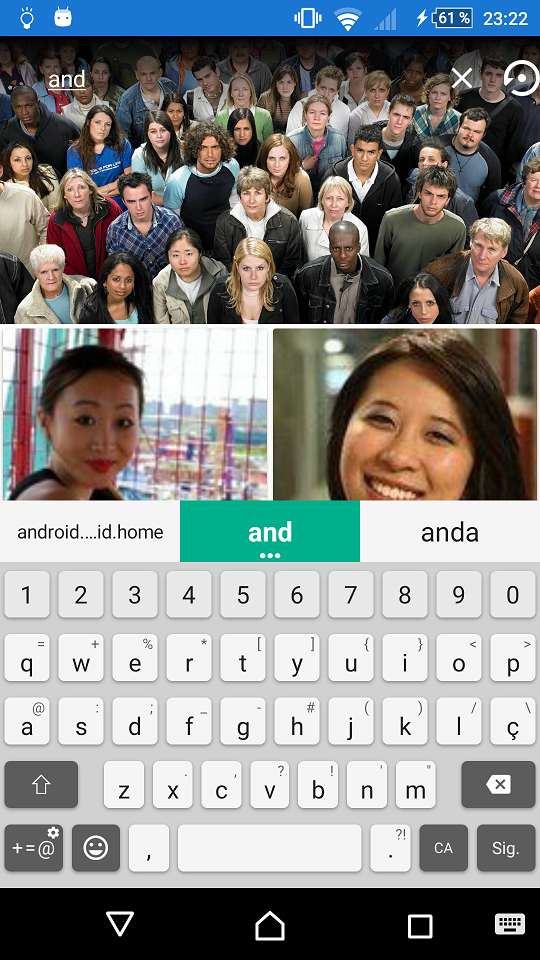 61 % 23:22
and
android....id.home and anda
1 2 3 4 5 6 7 8 9 0
= + % * [ ] { } < >
q w e r t y u i o p
@ : ; _ - # ( ) / \
a s d f g h j k l ç
. , ? ! ' "
z x c v b n m
+=@ , . ?! CA Sig.